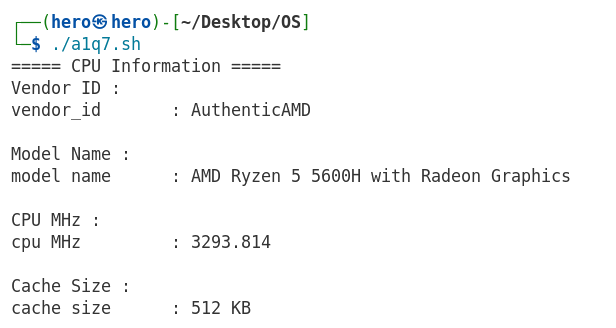 ┌──(hero㉿hero)-[~/Desktop/OS]
└─$ ./a1q7.sh
===== CPU Information =====
Vendor ID :
vendor_id       : AuthenticAMD

Model Name :
model name      : AMD Ryzen 5 5600H with Radeon Graphics

CPU MHz :
cpu MHz         : 3293.814

Cache Size :
cache size      : 512 KB